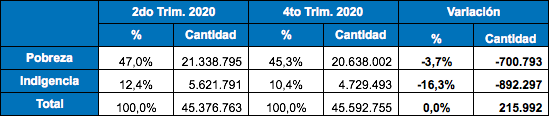 2do Trim. 2020 4to Trim. 2020 Variación
% Cantidad % Cantidad % Cantidad
Pobreza 47,0% 21.338.795 45,3% 20.638.002 -3,7% -700.793
Indigencia 12,4% 5.621.791 10,4% 4.729.493 -16,3% -892.297
Total 100,0% 45.376.763 100,0% 45.592.755 0,0% 215.992